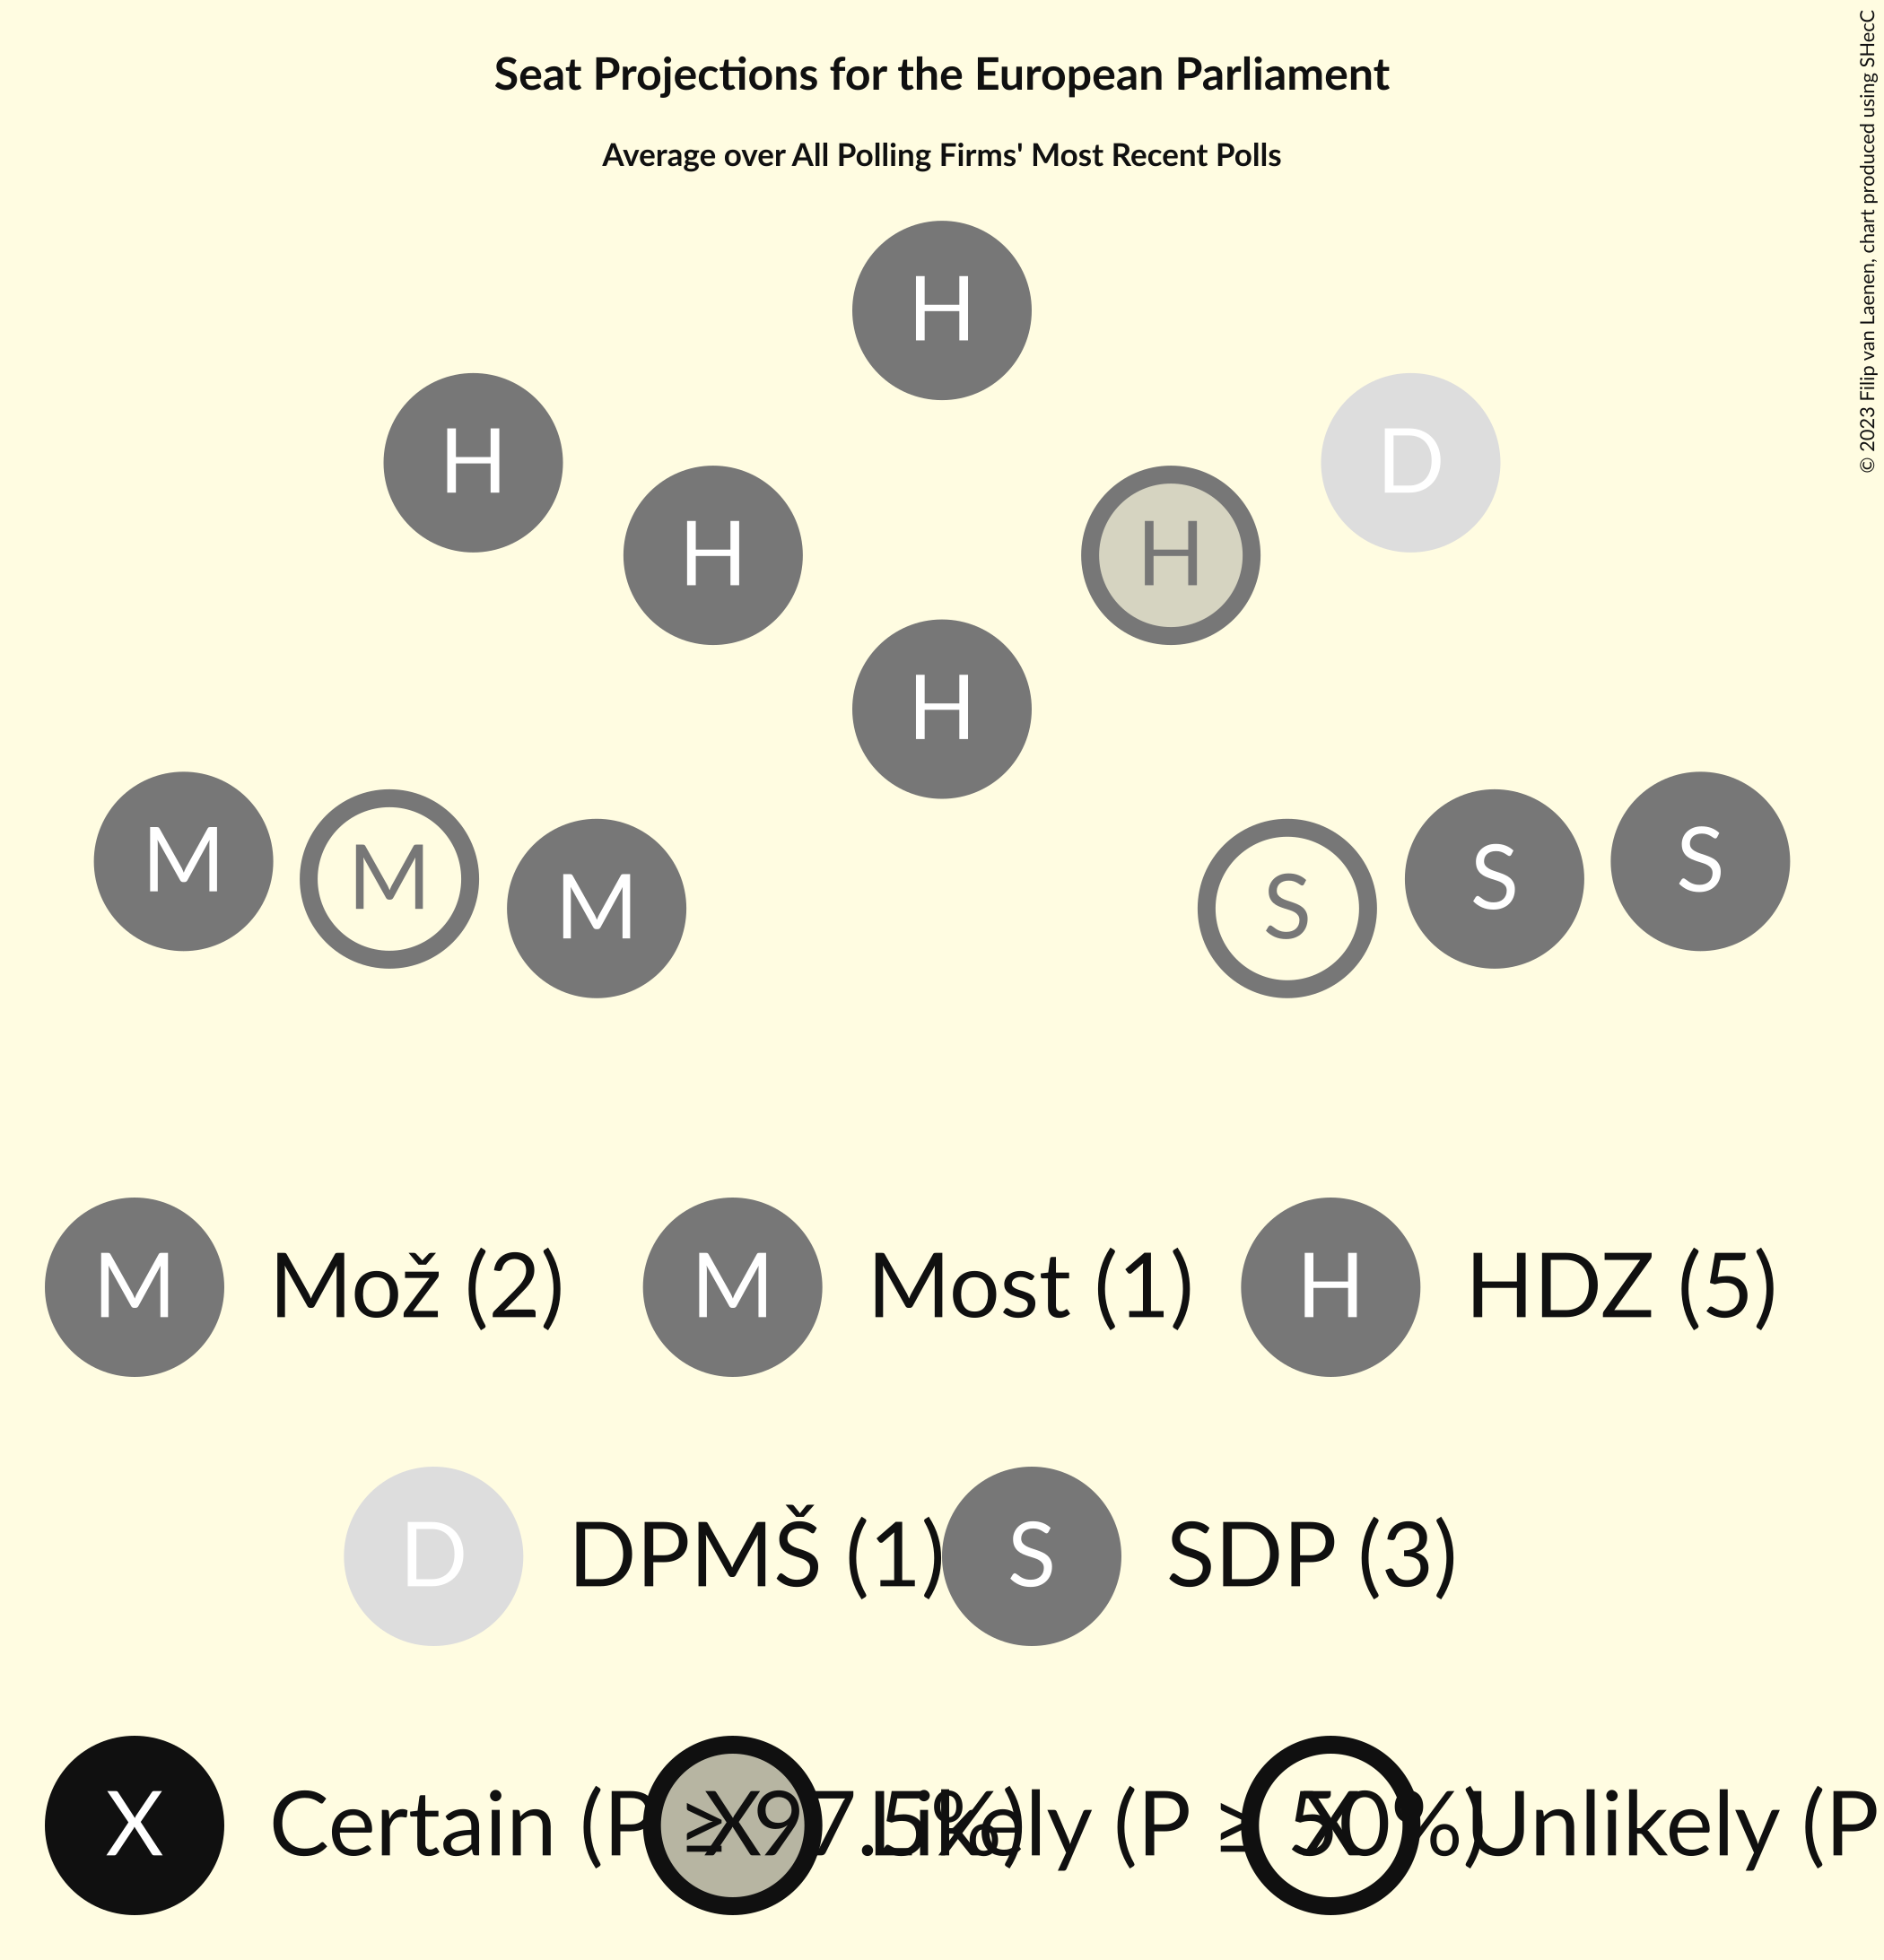 Seat Projections for the European Parliament
Average over All Polling Firms' Most Recent Polls
© 2023 Filip van Laenen, chart produced using SHecC
H
H
D
H
H
H
M
M
M
S
S
S
M Mož (2)
M Most (1)
H HDZ (5)
D DPMŠ (1)
S SDP (3)
X Certain (P ≥ 97.5%)
X Likely (P ≥ 50%)
X Unlikely (P